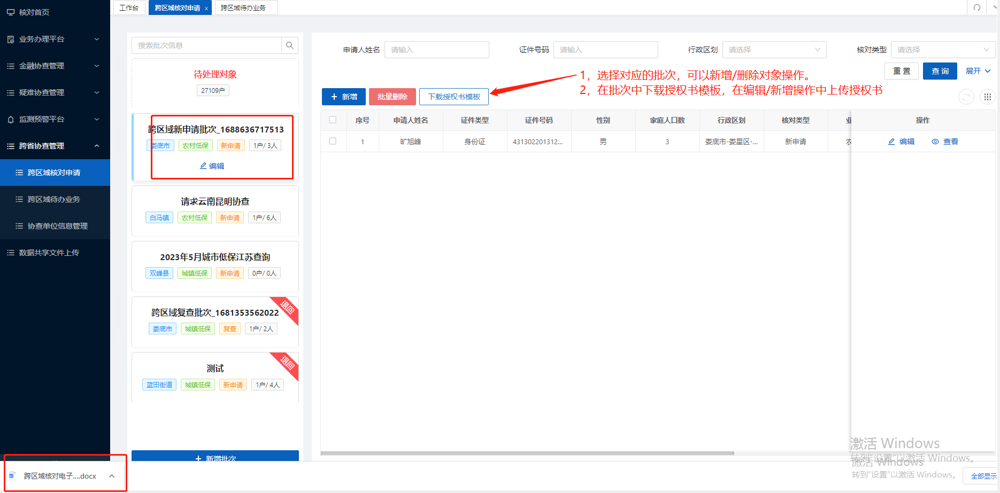 核对首页
业务办理平台
金融协查管理
疑难协查管理
监测预警平台
跨省协查管理
跨区域核对申请
跨区域待办业务
协查单位信息管理
数据共享文件上传
工作台
跨区域核对申请 x
跨区域待办业务
搜索批次信息
待处理对象
27109户
跨区域新申请批次_1688636717513
娄底市 农村低保 新申请 1户/ 3人
编辑
请求云南昆明协查
白马镇 农村低保 新申请 1户/ 6人
2023年5月城市低保江苏查询
双峰县 城镇低保 新申请 0户/ 0人
跨区域复查批次_1681353562022
退回
娄底市 城镇低保 复查 1户/ 2人
测试
退回
蓝田街道 城镇低保 新申请 1户/ 4人
+ 新增批次
申请人姓名 请输入 证件号码 请输入 行政区划 请选择 核对类型 请选择
重 置 查 询 展开
1，选择对应的批次，可以新增/删除对象操作。
2，在批次中下载授权书模板，在编辑/新增操作中上传授权书
+ 新增 批量删除 下载授权书模板
序号 申请人姓名 证件类型 证件号码 性别 家庭人口数 行政区划 核对类型 业 操作
1 旷旭峰 身份证 431302201312... 男 3 娄底市-娄星区-... 新申请 农 编辑 查看
激活 Windows
转到"设置"以激活 Windows。
激活 Windows
转到"设置"以激活 Windows。
跨区域核对电子....docx
全部显示